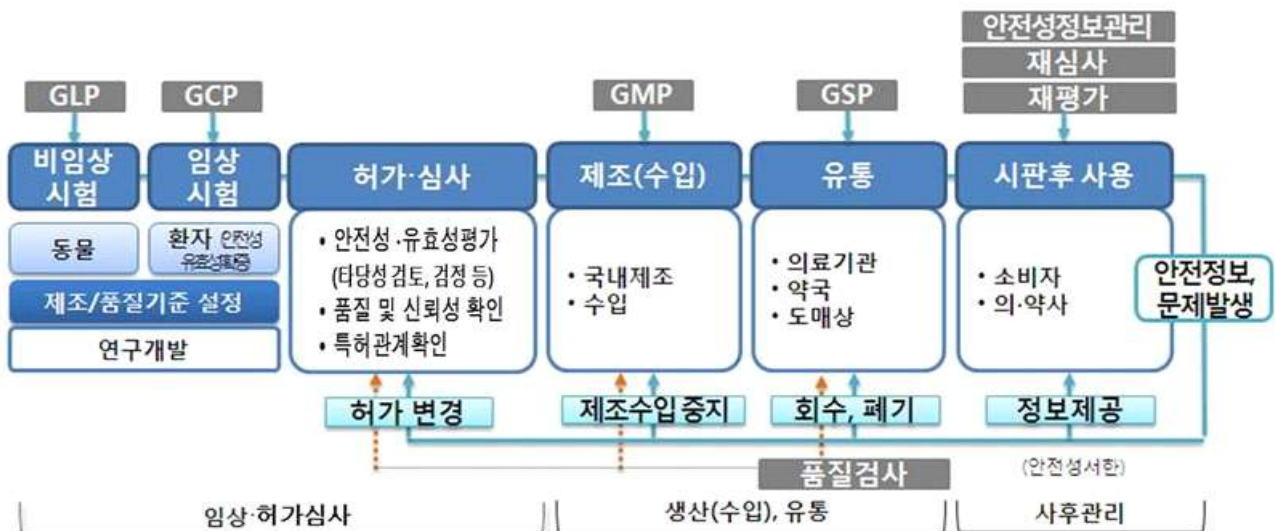 안전성정보관리
재심사
재평가
GLP
GCP
GMP
GSP
비임상
시험
임상
시험
허가·심사
제조(수입)
유통
시판후 사용
동물
환자 안전성
유효성확증
제조/품질기준 설정
연구개발
• 안전성·유효성평가
(타당성 검토, 검정 등)
• 품질 및 신뢰성 확인
• 특허관계확인
• 국내제조
• 수입
• 의료기관
• 약국
• 도매상
• 소비자
• 의·약사
안전정보,
문제발생
허가 변경
제조수입 중지
회수, 폐기
정보제공
품질검사
(안전성서한)
임상·허가심사
생산(수입), 유통
사후관리